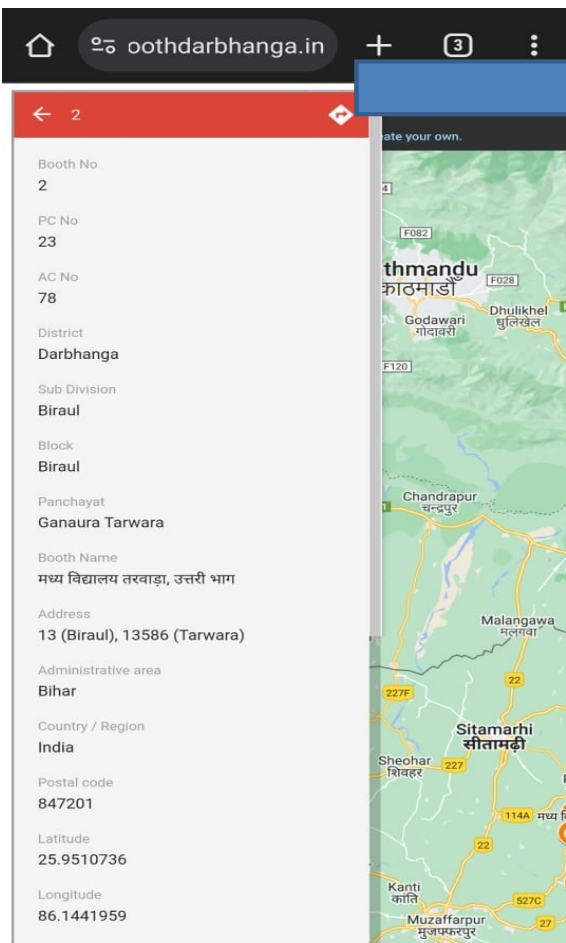 oothdarbhanga.in
3
2
ate your own.
Booth No
2
PC No
23
AC No
78
District
Darbhanga
Sub Division
Biraul
Block
Biraul
Panchayat
Ganaura Tarwara
Booth Name
मध्य विद्यालय तरवाड़ा, उत्तरी भाग
Address
13 (Biraul), 13586 (Tarwara)
Administrative area
Bihar
Country / Region
India
Postal code
847201
Latitude
25.9510736
Longitude
86.1441959
4
F082
thmandu
काठमाडौँ
F028
Dhulikhel
धुलिखेल
Godawari
गोदावरी
F120
Chandrapur
चन्द्रपुर
1
Malangawa
मलंगवा
22
227F
Sitamarhi
सीतामढ़ी
Sheohar
शिवहर
227
114A
मध्य
22
Kanti
कांति
527C
Muzaffarpur
मुजफ्फरपुर
27